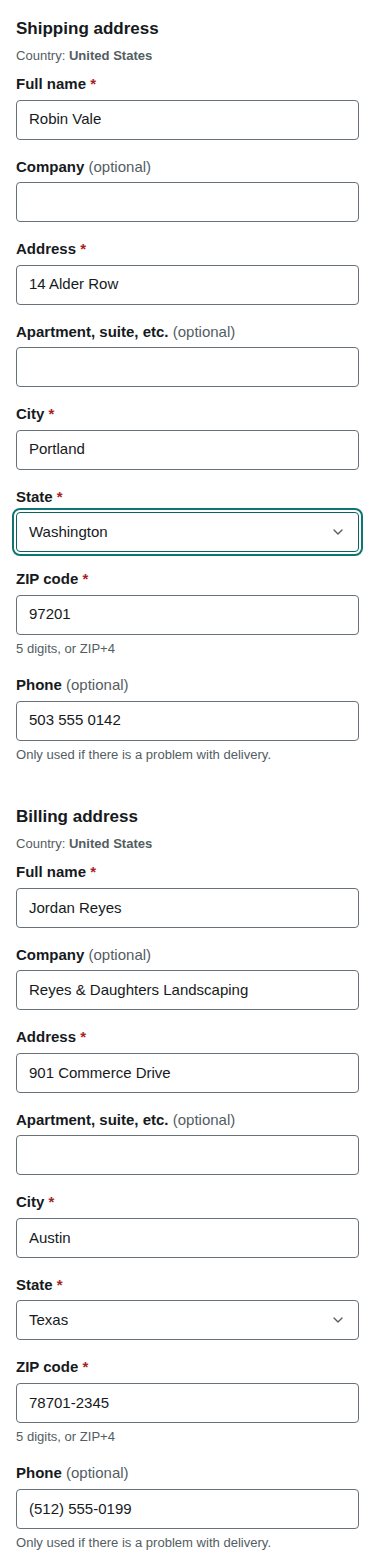 Shipping address
Country: United States
Full name *
Robin Vale
Company (optional)
Address *
14 Alder Row
Apartment, suite, etc. (optional)
City *
Portland
State *
Washington
ZIP code *
97201
5 digits, or ZIP+4
Phone (optional)
503 555 0142
Only used if there is a problem with delivery.
Billing address
Country: United States
Full name *
Jordan Reyes
Company (optional)
Reyes & Daughters Landscaping
Address *
901 Commerce Drive
Apartment, suite, etc. (optional)
City *
Austin
State *
Texas
ZIP code *
78701-2345
5 digits, or ZIP+4
Phone (optional)
(512) 555-0199
Only used if there is a problem with delivery.